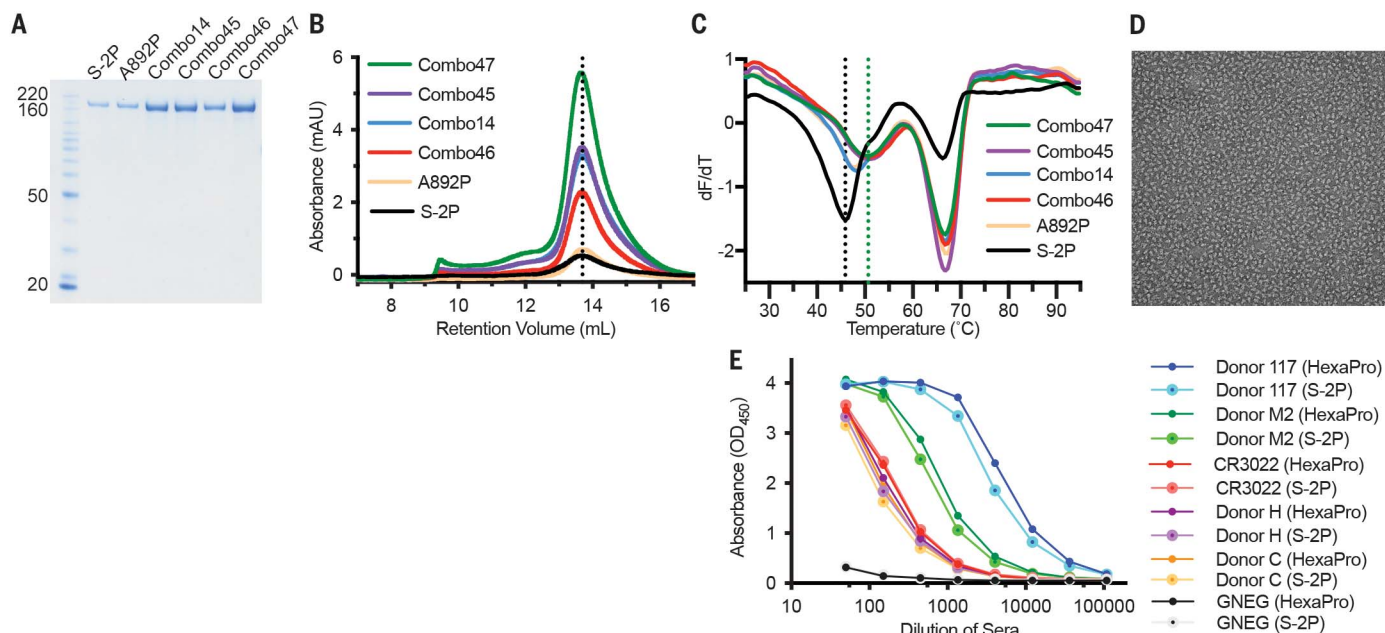 A
S-2P
A892P
Combo14
Combo45
Combo46
Combo47
220
160
50
20
B
Combo47
Combo45
Combo14
Combo46
A892P
S-2P
Absorbance (mAU)
6
4
2
0
8 10 12 14 16
Retention Volume (mL)
C
dF/dT
1
0
-1
-2
Combo47
Combo45
Combo14
Combo46
A892P
S-2P
30 40 50 60 70 80 90
Temperature (˚C)
D
E
Absorbance (OD450)
4
3
2
1
0
10 100 1000 10000 100000
Dilution of Sera
Donor 117 (HexaPro)
Donor 117 (S-2P)
Donor M2 (HexaPro)
Donor M2 (S-2P)
CR3022 (HexaPro)
CR3022 (S-2P)
Donor H (HexaPro)
Donor H (S-2P)
Donor C (HexaPro)
Donor C (S-2P)
GNEG (HexaPro)
GNEG (S-2P)